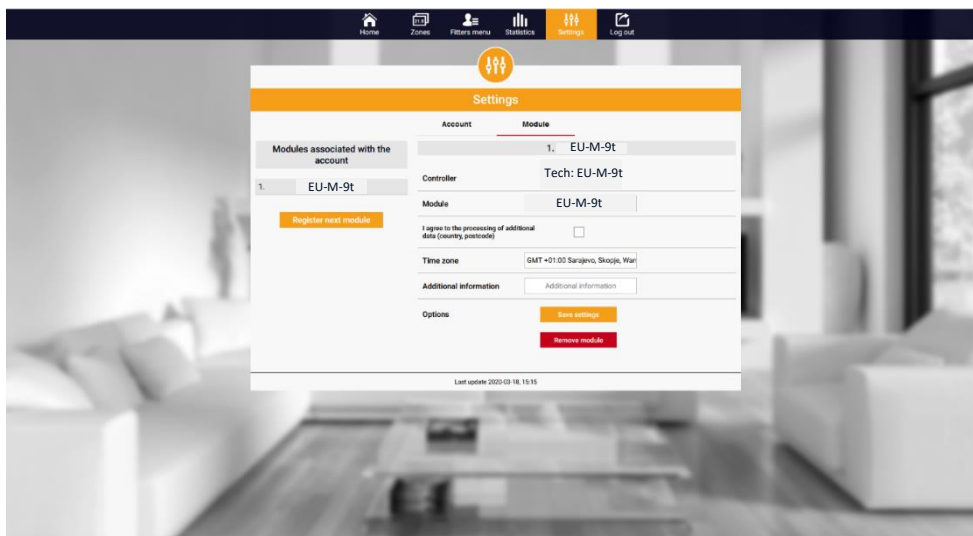 Home
Zones
Fitters menu
Statistics
Settings
Log out
Settings
Account
Module
Modules associated with the
account
1. EU-M-9t
Register next module
1. EU-M-9t
Controller
Tech: EU-M-9t
Module
EU-M-9t
I agree to the processing of additional
data (country, postcode)
Time zone
GMT +01:00 Sarajevo, Skopje, War
Additional information
Additional information
Options
Save settings
Remove module
Last update 2020-03-18, 15:15